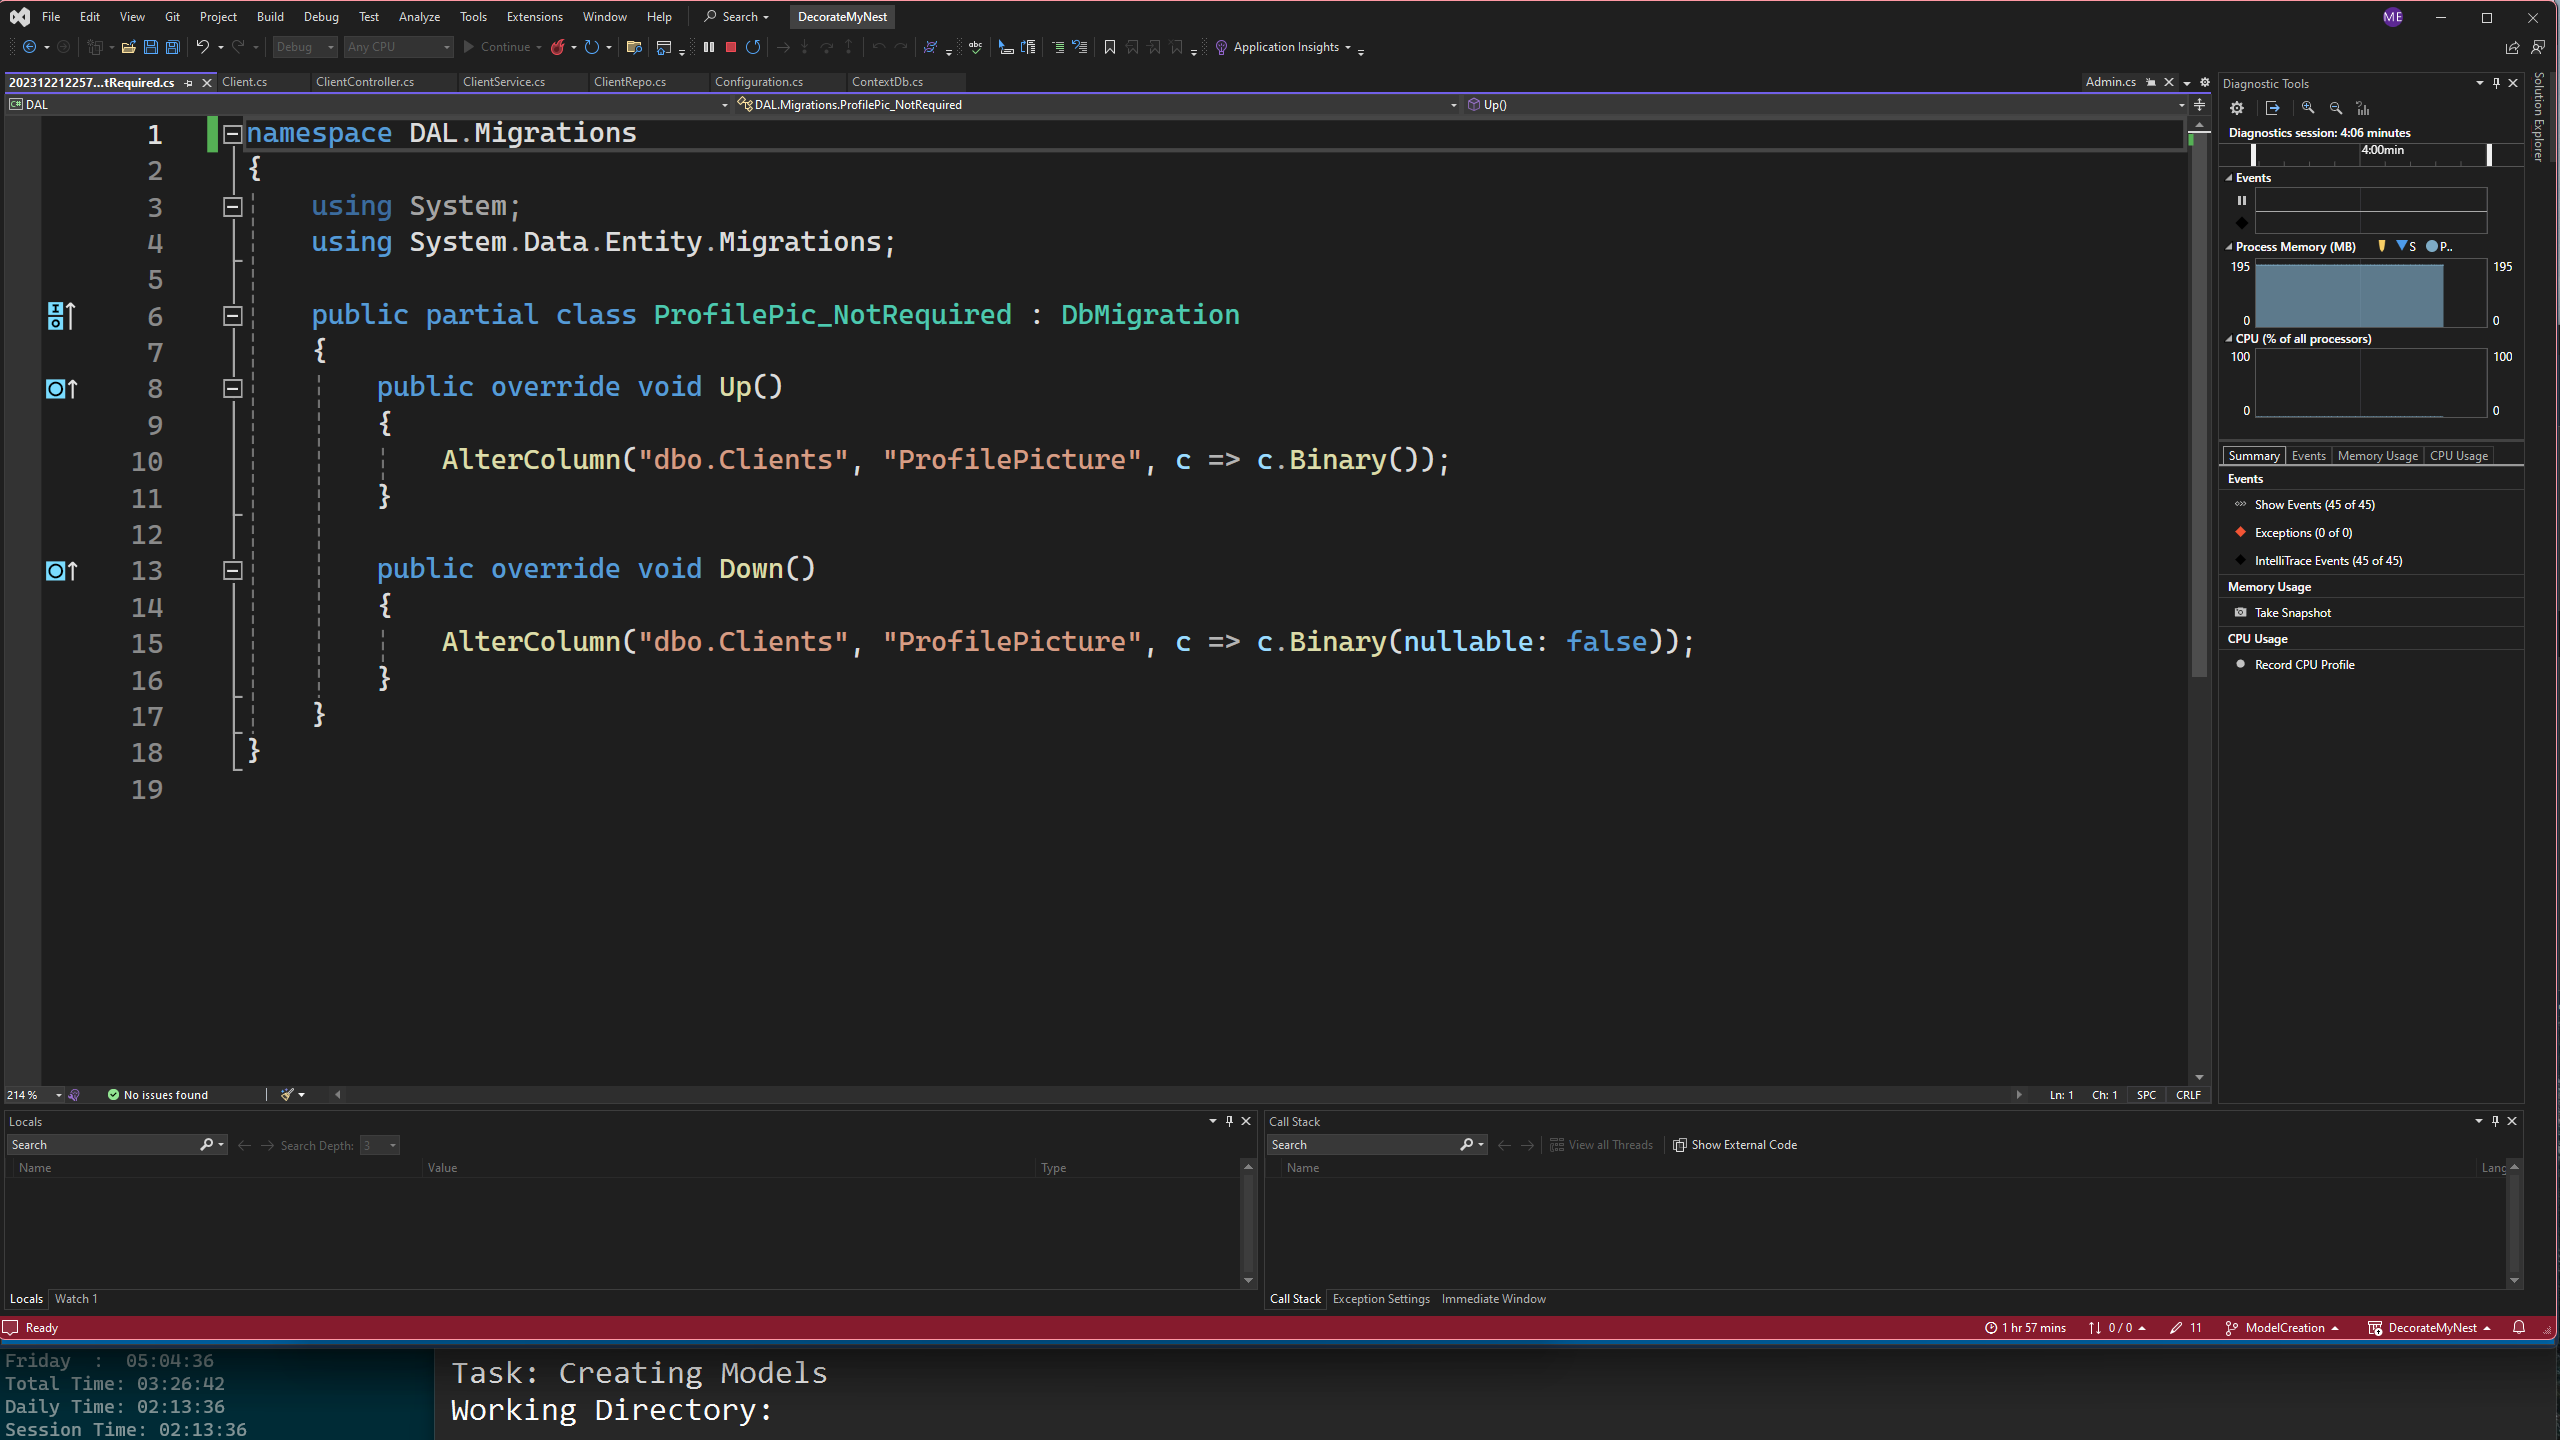 File Edit View Git Project Build Debug Test Analyze Tools Extensions Window Help Search DecorateMyNest ME
Debug Any CPU Continue Application Insights
202312212257...tRequired.cs Client.cs ClientController.cs ClientService.cs ClientRepo.cs Configuration.cs ContextDb.cs Admin.cs
DAL DAL.Migrations.ProfilePic_NotRequired Up()
1 namespace DAL.Migrations
2 {
3 using System;
4 using System.Data.Entity.Migrations;
5
6 public partial class ProfilePic_NotRequired : DbMigration
7 {
8 public override void Up()
9 {
10 AlterColumn("dbo.Clients", "ProfilePicture", c => c.Binary());
11 }
12
13 public override void Down()
14 {
15 AlterColumn("dbo.Clients", "ProfilePicture", c => c.Binary(nullable: false));
16 }
17 }
18 }
19
214 % No issues found Ln: 1 Ch: 1 SPC CRLF
Diagnostic Tools
Diagnostics session: 4:06 minutes
4:00min
Events
Process Memory (MB) S P..
195 195
0 0
CPU (% of all processors)
100 100
0 0
Summary Events Memory Usage CPU Usage
Events
Show Events (45 of 45)
Exceptions (0 of 0)
IntelliTrace Events (45 of 45)
Memory Usage
Take Snapshot
CPU Usage
Record CPU Profile
Solution Explorer
Locals
Search Search Depth: 3
Name Value Type
Locals Watch 1
Call Stack
Search View all Threads Show External Code
Name Lang
Call Stack Exception Settings Immediate Window
Ready 1 hr 57 mins 0 / 0 11 ModelCreation DecorateMyNest
Friday : 05:04:36
Total Time: 03:26:42
Daily Time: 02:13:36
Session Time: 02:13:36
Task: Creating Models
Working Directory: